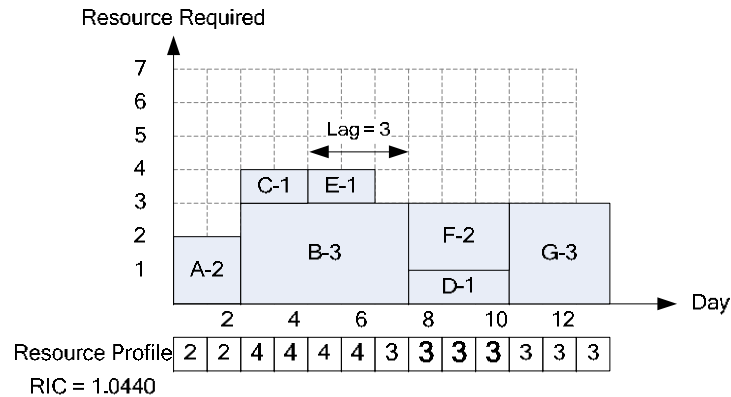 Resource Required
7
6
5
Lag = 3
4
C-1 E-1
3
F-2
2
B-3 G-3
A-2
1
D-1
Day
2 4 6 8 10 12
Resource Profile 2 2 4 4 4 4 3 3 3 3 3 3 3
RIC = 1.0440